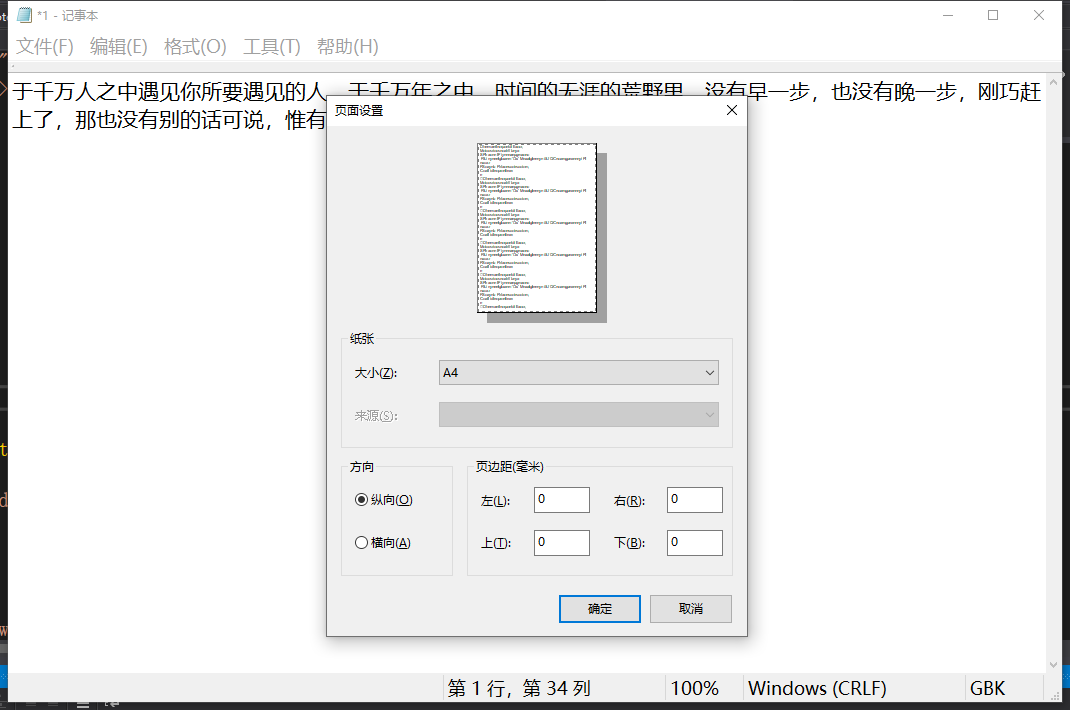 *1 - 记事本
文件(F) 编辑(E) 格式(O) 工具(T) 帮助(H)
于千万人之中遇见你所要遇见的人，于千万年之中，时间的无涯的荒野里，没有早一步，也没有晚一步，刚巧赶
上了，那也没有别的话可说，惟有
页面设置
纸张
大小(Z): A4
来源(S):
方向
纵向(O)
横向(A)
页边距(毫米)
左(L): 0 右(R): 0
上(T): 0 下(B): 0
确定 取消
第 1 行，第 34 列 100% Windows (CRLF) GBK